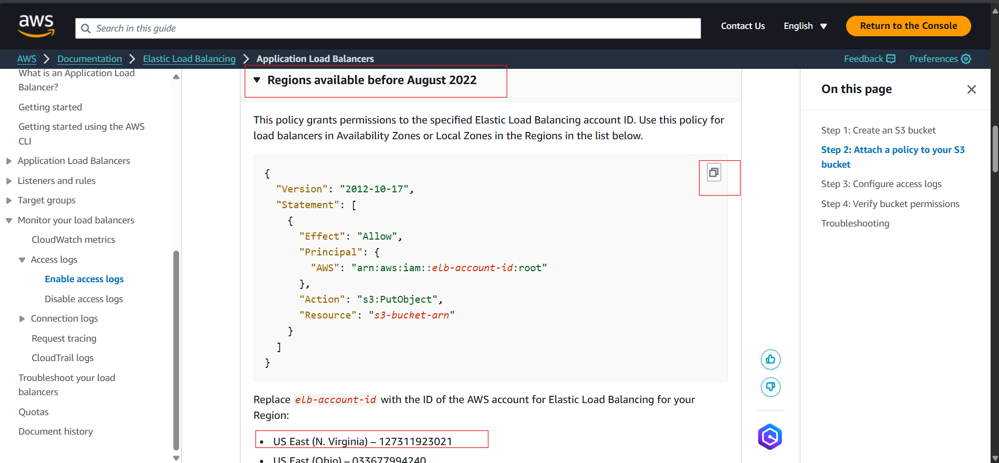 aws
Search in this guide
Contact Us
English
Return to the Console
AWS
Documentation
Elastic Load Balancing
Application Load Balancers
Feedback
Preferences
What is an Application Load
Balancer?
Getting started
Getting started using the AWS
CLI
Application Load Balancers
Listeners and rules
Target groups
Monitor your load balancers
CloudWatch metrics
Access logs
Enable access logs
Disable access logs
Connection logs
Request tracing
CloudTrail logs
Troubleshoot your load
balancers
Quotas
Document history
Regions available before August 2022
This policy grants permissions to the specified Elastic Load Balancing account ID. Use this policy for
load balancers in Availability Zones or Local Zones in the Regions in the list below.
{
"Version": "2012-10-17",
"Statement": [
{
"Effect": "Allow",
"Principal": {
"AWS": "arn:aws:iam::elb-account-id:root"
},
"Action": "s3:PutObject",
"Resource": "s3-bucket-arn"
}
]
}
Replace elb-account-id with the ID of the AWS account for Elastic Load Balancing for your
Region:
• US East (N. Virginia) – 127311923021
• US East (Ohio) – 033677994240
On this page
Step 1: Create an S3 bucket
Step 2: Attach a policy to your S3
bucket
Step 3: Configure access logs
Step 4: Verify bucket permissions
Troubleshooting